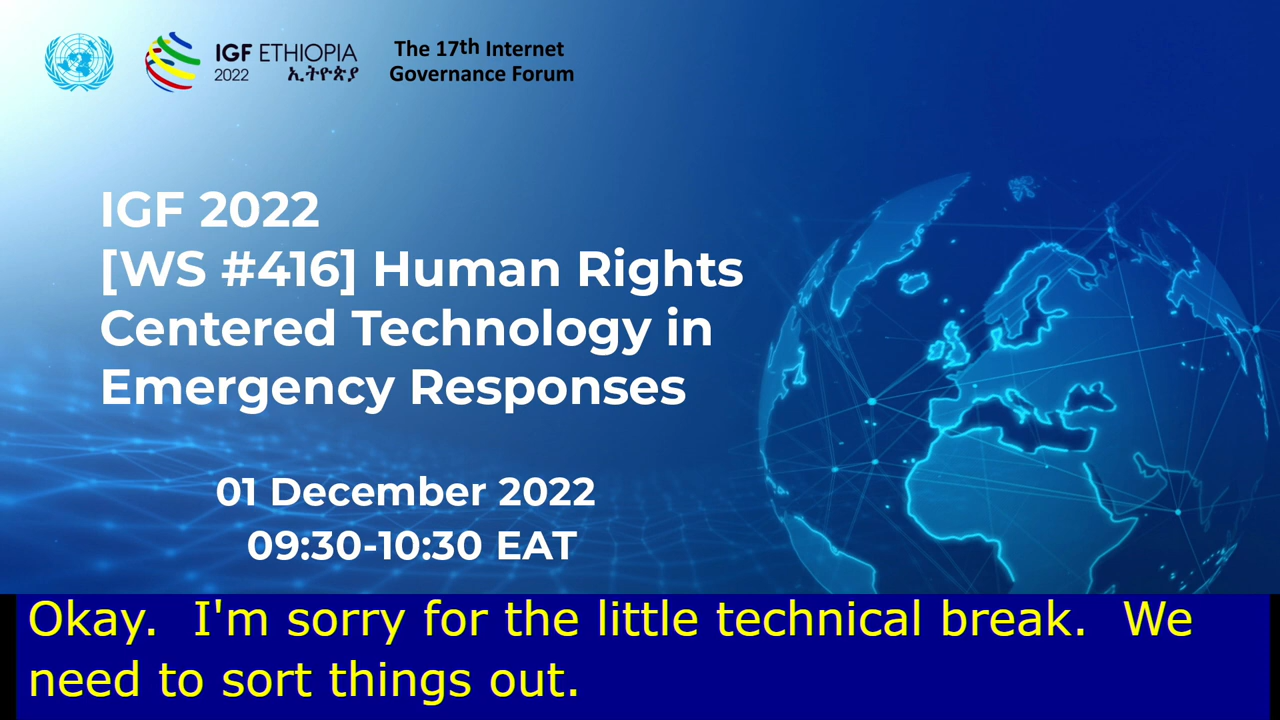 IGF ETHIOPIA
2022 ኢትዮጵያ
The 17th Internet
Governance Forum
IGF 2022
[WS #416] Human Rights
Centered Technology in
Emergency Responses
01 December 2022
09:30-10:30 EAT
Okay.  I'm sorry for the little technical break.  We
need to sort things out.